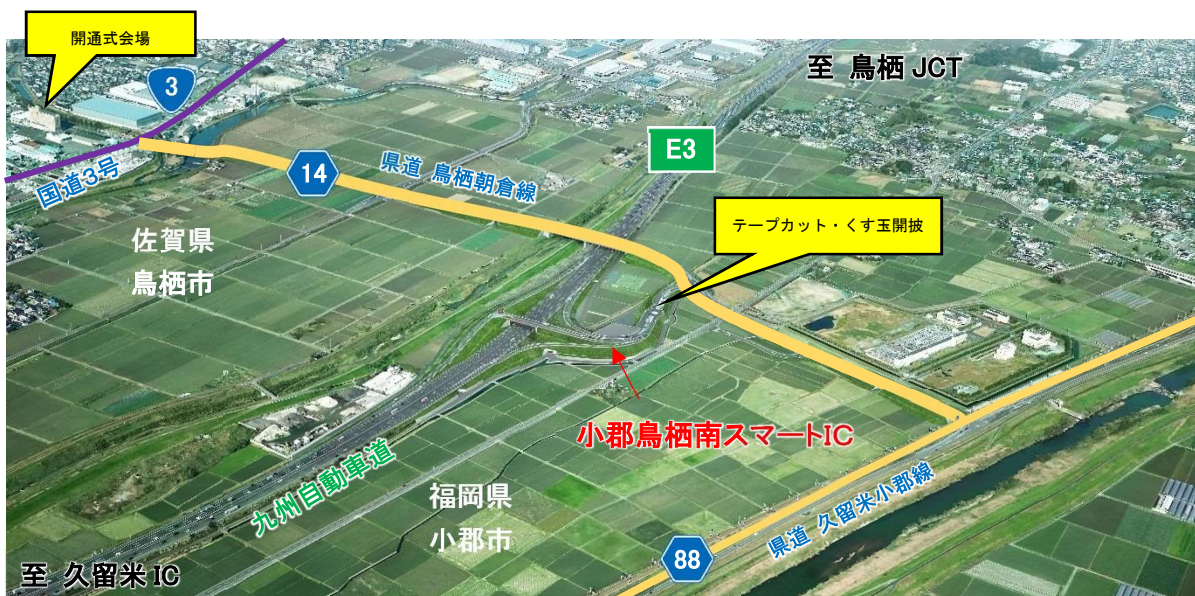 開通式会場
3
至 鳥栖 JCT
E3
国道3号
14
県道 鳥栖朝倉線
テープカット・くす玉開披
佐賀県
鳥栖市
小郡鳥栖南スマートIC
九州自動車道
福岡県
小郡市
県道 久留米小郡線
88
至 久留米 IC